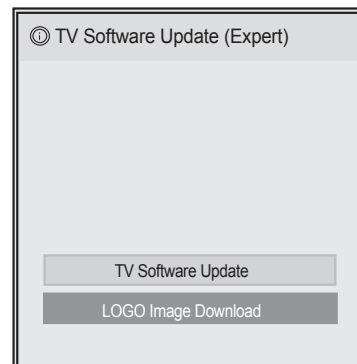 TV Software Update (Expert)
TV Software Update
LOGO Image Download